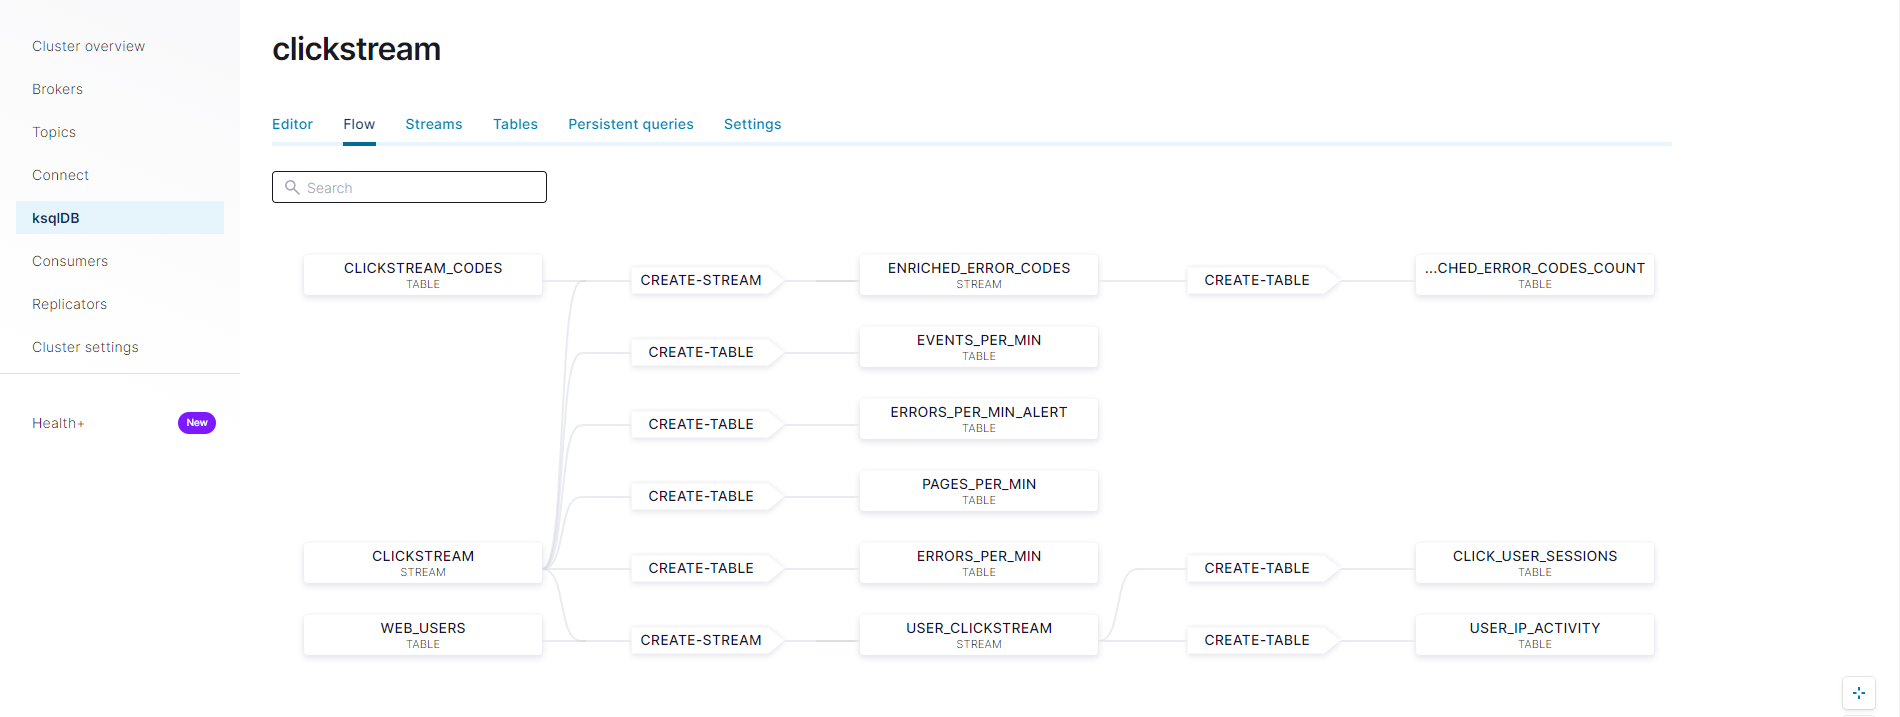 Cluster overview
Brokers
Topics
Connect
ksqlDB
Consumers
Replicators
Cluster settings
Health+ New
clickstream
Editor Flow Streams Tables Persistent queries Settings
Search
CLICKSTREAM_CODES
TABLE
CREATE-STREAM
ENRICHED_ERROR_CODES
STREAM
CREATE-TABLE
...CHED_ERROR_CODES_COUNT
TABLE
CREATE-TABLE
EVENTS_PER_MIN
TABLE
CREATE-TABLE
ERRORS_PER_MIN_ALERT
TABLE
CREATE-TABLE
PAGES_PER_MIN
TABLE
CLICKSTREAM
STREAM
CREATE-TABLE
ERRORS_PER_MIN
TABLE
CREATE-TABLE
CLICK_USER_SESSIONS
TABLE
WEB_USERS
TABLE
CREATE-STREAM
USER_CLICKSTREAM
STREAM
CREATE-TABLE
USER_IP_ACTIVITY
TABLE